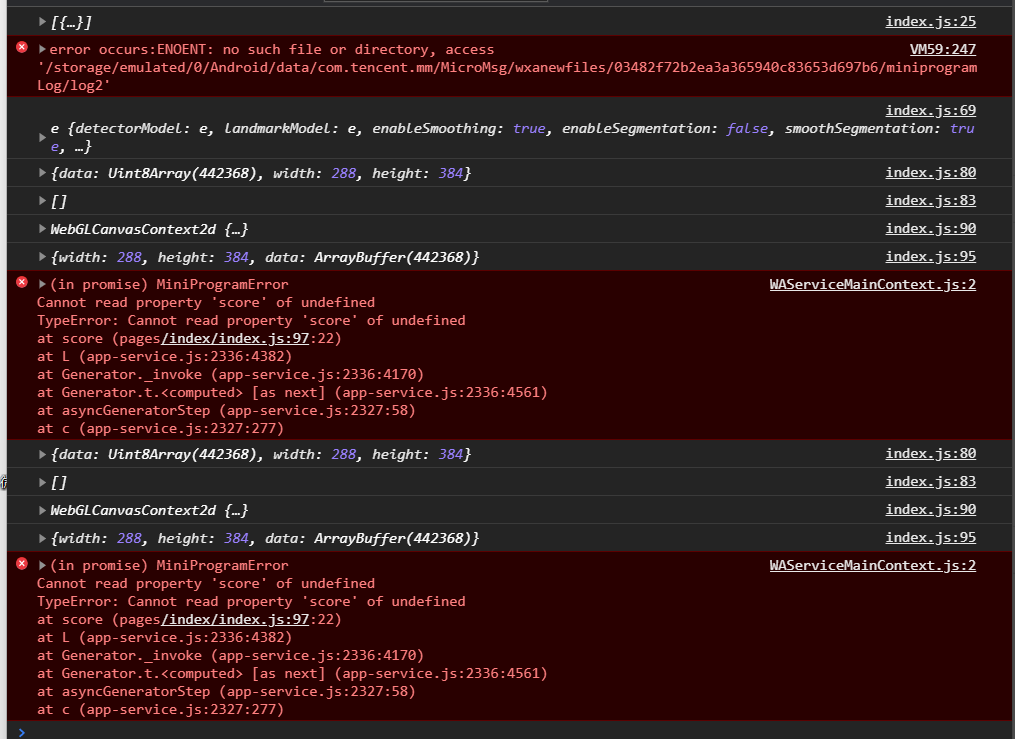 [{…}] index.js:25
error occurs:ENOENT: no such file or directory, access VM59:247
'/storage/emulated/0/Android/data/com.tencent.mm/MicroMsg/wxanewfiles/03482f72b2ea3a365940c83653d697b6/miniprogram
Log/log2'
index.js:69
e {detectorModel: e, landmarkModel: e, enableSmoothing: true, enableSegmentation: false, smoothSegmentation: tru
e, …}
{data: Uint8Array(442368), width: 288, height: 384} index.js:80
[] index.js:83
WebGLCanvasContext2d {…} index.js:90
{width: 288, height: 384, data: ArrayBuffer(442368)} index.js:95
(in promise) MiniProgramError WAServiceMainContext.js:2
Cannot read property 'score' of undefined
TypeError: Cannot read property 'score' of undefined
at score (pages/index/index.js:97:22)
at L (app-service.js:2336:4382)
at Generator._invoke (app-service.js:2336:4170)
at Generator.t.<computed> [as next] (app-service.js:2336:4561)
at asyncGeneratorStep (app-service.js:2327:58)
at c (app-service.js:2327:277)
{data: Uint8Array(442368), width: 288, height: 384} index.js:80
[] index.js:83
WebGLCanvasContext2d {…} index.js:90
{width: 288, height: 384, data: ArrayBuffer(442368)} index.js:95
(in promise) MiniProgramError WAServiceMainContext.js:2
Cannot read property 'score' of undefined
TypeError: Cannot read property 'score' of undefined
at score (pages/index/index.js:97:22)
at L (app-service.js:2336:4382)
at Generator._invoke (app-service.js:2336:4170)
at Generator.t.<computed> [as next] (app-service.js:2336:4561)
at asyncGeneratorStep (app-service.js:2327:58)
at c (app-service.js:2327:277)